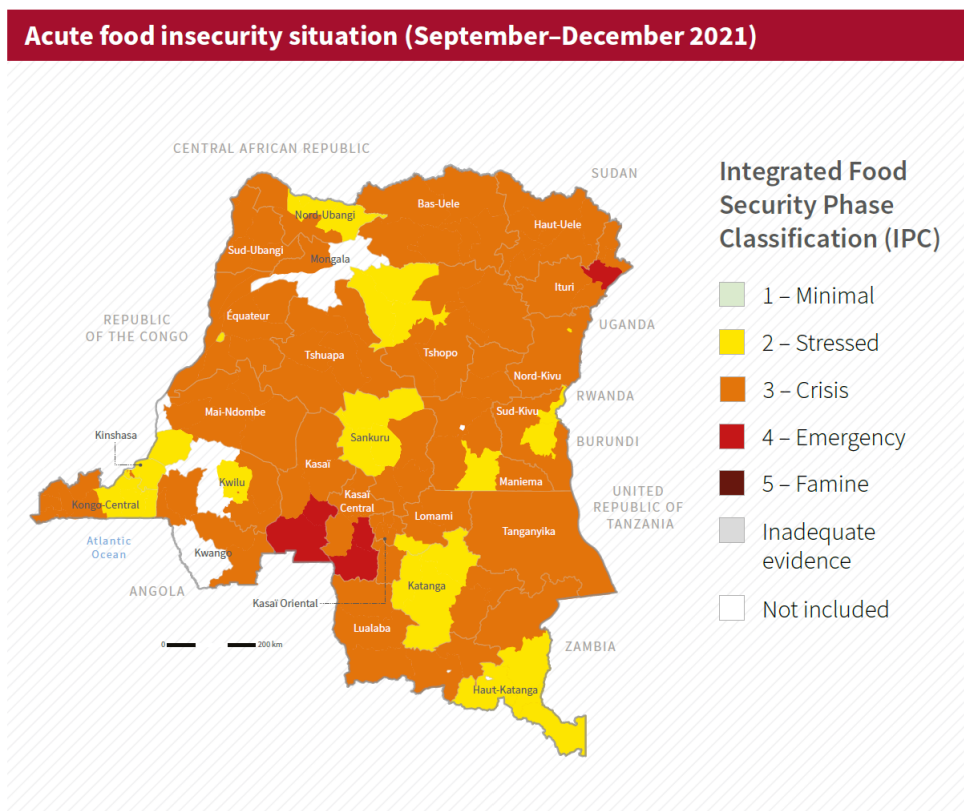 Acute food insecurity situation (September–December 2021)
CENTRAL AFRICAN REPUBLIC
SUDAN
Integrated Food
Security Phase
Classification (IPC)
1 – Minimal
2 – Stressed
3 – Crisis
4 – Emergency
5 – Famine
Inadequate
evidence
Not included
Bas-Uele
Nord-Ubangi
Haut-Uele
Sud-Ubangi
Mongala
Ituri
REPUBLIC
OF THE CONGO
Équateur
UGANDA
Tshuapa
Tshopo
Nord-Kivu
RWANDA
Mai-Ndombe
Sud-Kivu
Kinshasa
Sankuru
BURUNDI
Kasaï
Kwilu
Maniema
UNITED
REPUBLIC OF
TANZANIA
Kongo-Central
Kasaï
Central
Lomami
Tanganyika
Atlantic
Ocean
Kwango
ANGOLA
Katanga
Kasaï Oriental
Lualaba
0
200 km
ZAMBIA
Haut-Katanga